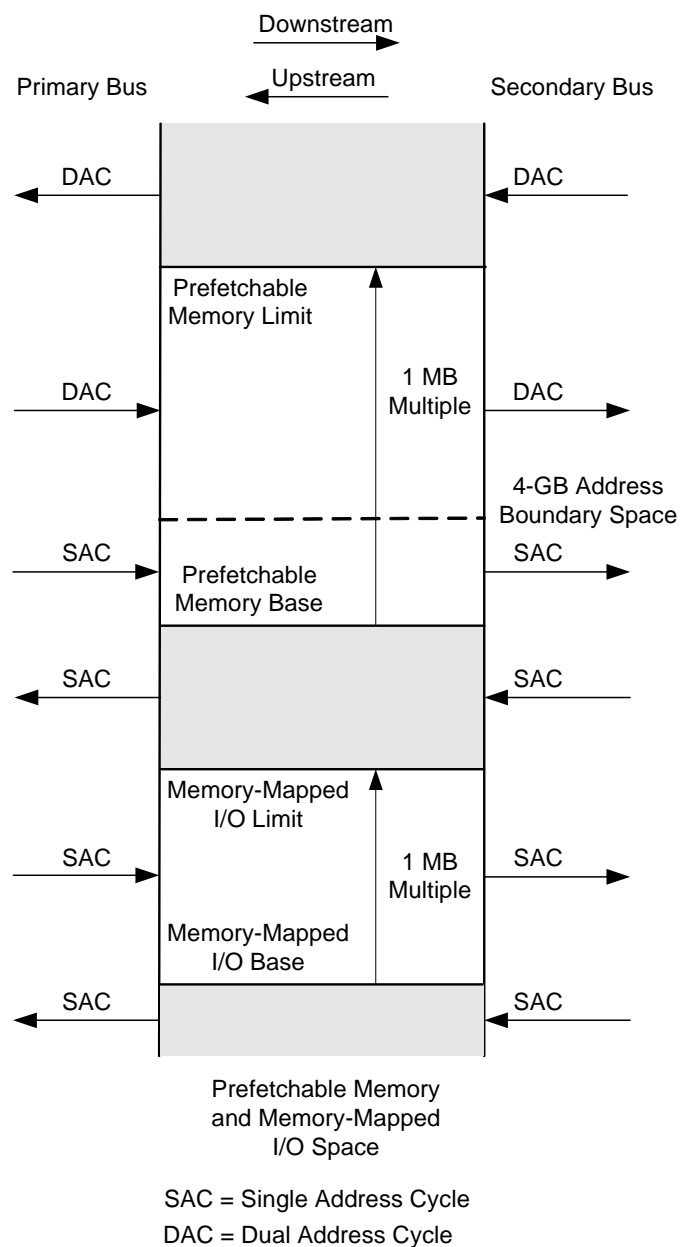 Downstream
Upstream
Primary Bus
Secondary Bus
DAC
DAC
Prefetchable
Memory Limit
DAC
1 MB
Multiple
DAC
4-GB Address
Boundary Space
SAC
Prefetchable
Memory Base
SAC
SAC
SAC
Memory-Mapped
I/O Limit
SAC
1 MB
Multiple
SAC
Memory-Mapped
I/O Base
SAC
SAC
Prefetchable Memory
and Memory-Mapped
I/O Space
SAC = Single Address Cycle
DAC = Dual Address Cycle